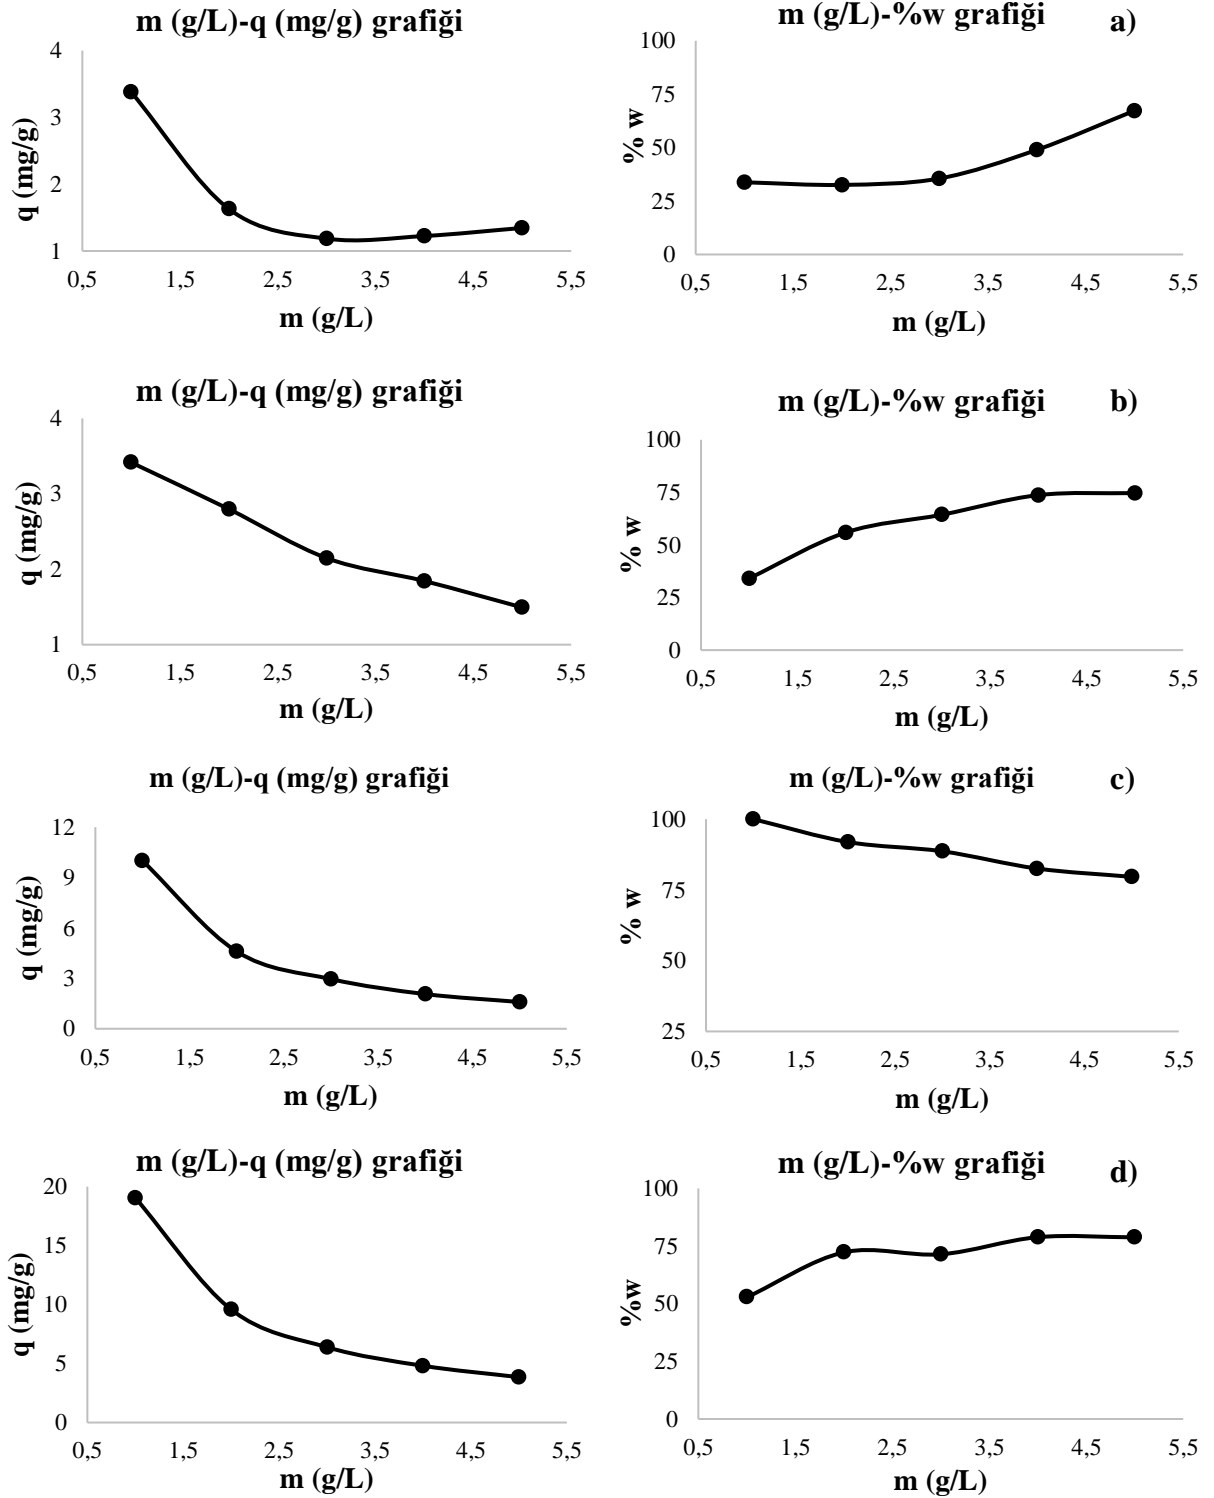 m (g/L)-q (mg/g) grafiği
4
3
2
1
q (mg/g)
0,5 1,5 2,5 3,5 4,5 5,5
m (g/L)
m (g/L)-%w grafiği a)
100
75
50
25
0
% w
0,5 1,5 2,5 3,5 4,5 5,5
m (g/L)
m (g/L)-q (mg/g) grafiği
4
3
2
1
q (mg/g)
0,5 1,5 2,5 3,5 4,5 5,5
m (g/L)
m (g/L)-%w grafiği b)
100
75
50
25
0
% w
0,5 1,5 2,5 3,5 4,5 5,5
m (g/L)
m (g/L)-q (mg/g) grafiği
12
9
6
3
0
q (mg/g)
0,5 1,5 2,5 3,5 4,5 5,5
m (g/L)
m (g/L)-%w grafiği c)
100
75
50
25
% w
0,5 1,5 2,5 3,5 4,5 5,5
m (g/L)
m (g/L)-q (mg/g) grafiği
20
15
10
5
0
q (mg/g)
0,5 1,5 2,5 3,5 4,5 5,5
m (g/L)
m (g/L)-%w grafiği d)
100
75
50
25
0
%w
0,5 1,5 2,5 3,5 4,5 5,5
m (g/L)